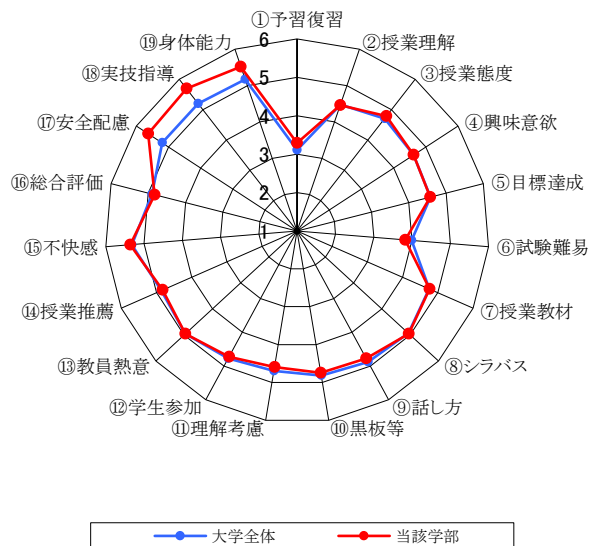 ①予習復習
②授業理解
③授業態度
④興味意欲
⑤目標達成
⑥試験難易
⑦授業教材
⑧シラバス
⑨話し方
⑩黒板等
⑪理解考慮
⑫学生参加
⑬教員熱意
⑭授業推薦
⑮不快感
⑯総合評価
⑰安全配慮
⑱実技指導
⑲身体能力
6
5
4
3
2
1
大学全体
当該学部